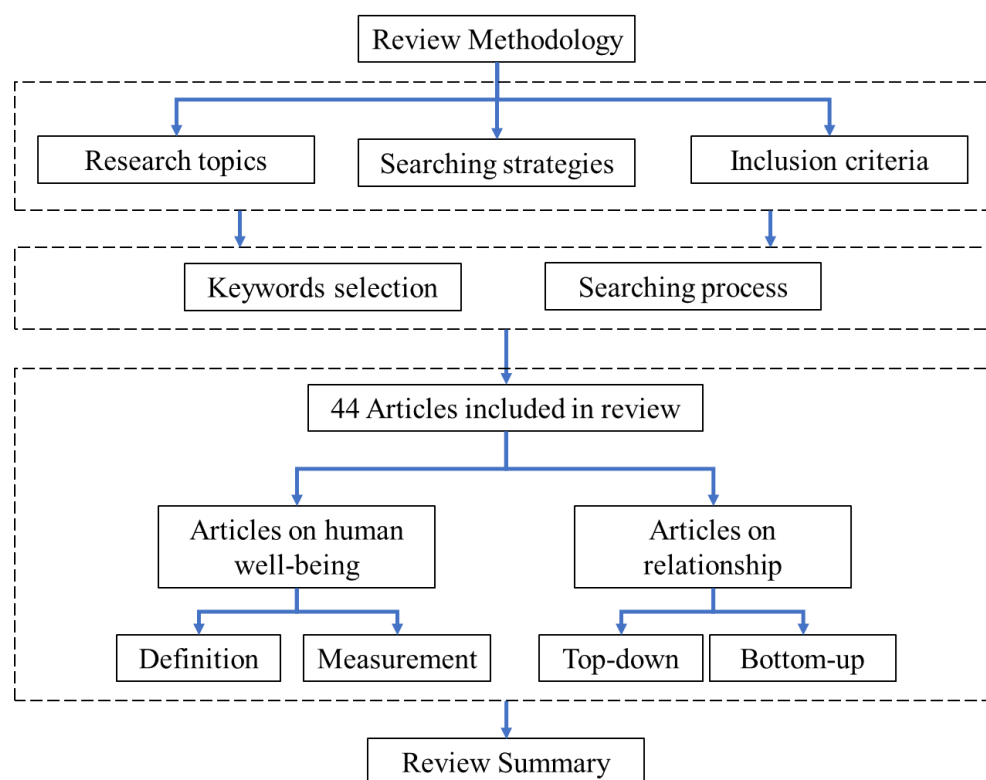 Review Methodology
Research topics
Searching strategies
Inclusion criteria
Keywords selection
Searching process
44 Articles included in review
Articles on human
well-being
Articles on
relationship
Definition
Measurement
Top-down
Bottom-up
Review Summary